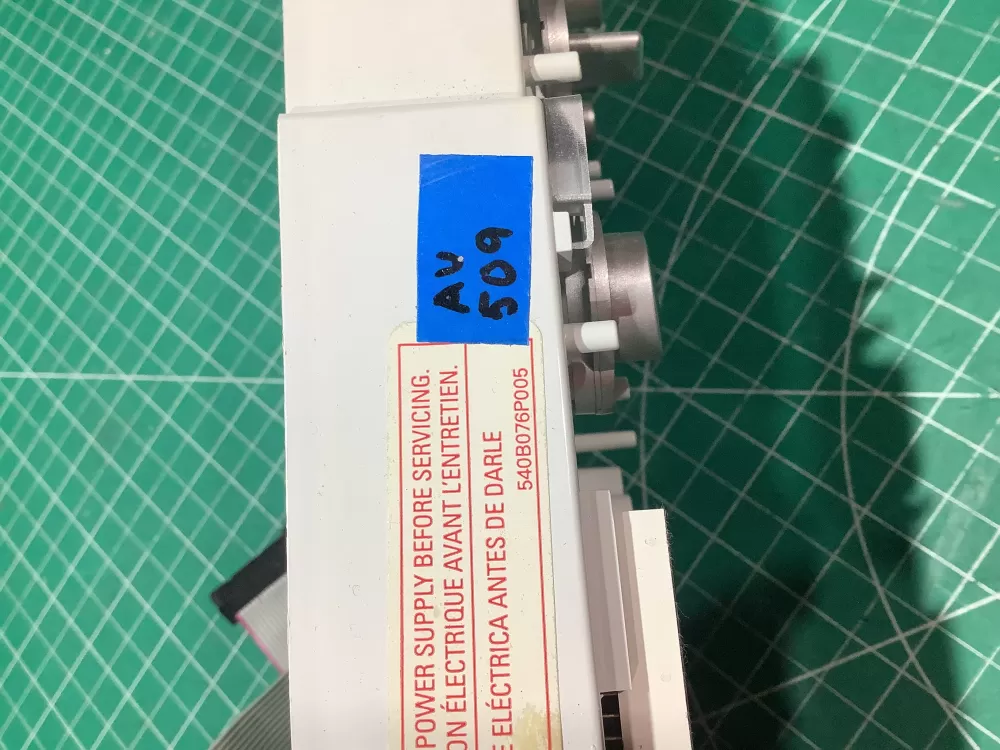 AV
509
POWER SUPPLY BEFORE SERVICING.
ON ÉLECTRIQUE AVANT L'ENTRETIEN.
E ELÉCTRICA ANTES DE DARLE
540B076P005